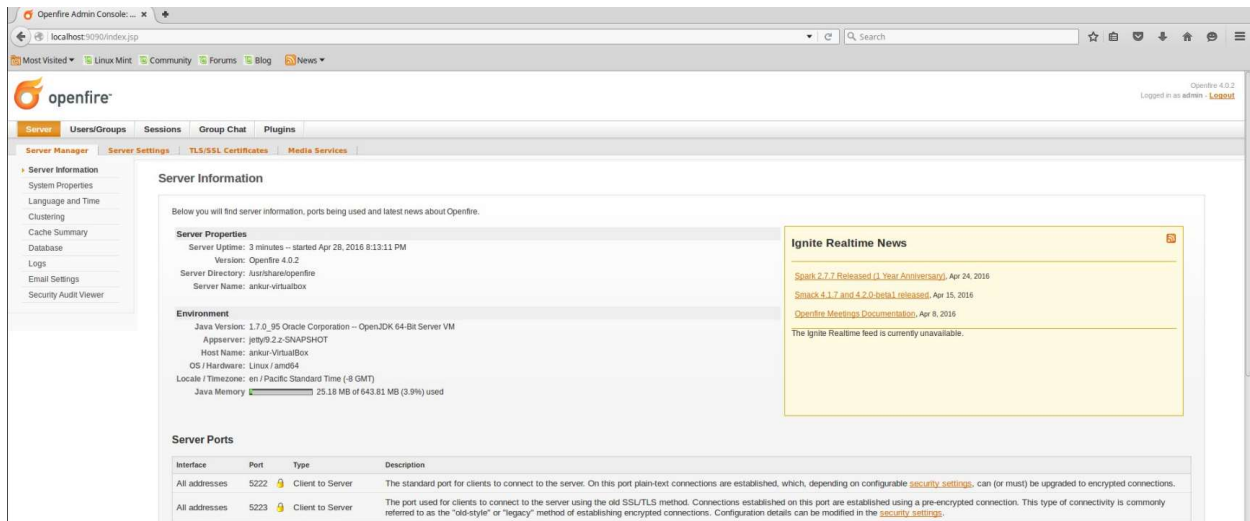 Openfire Admin Console: ...
localhost:9090/index.jsp
Search
Most Visited Linux Mint Community Forums Blog News
openfire
Openfire 4.0.2
Logged in as admin - Logout
Server Users/Groups Sessions Group Chat Plugins
Server Manager Server Settings TLS/SSL Certificates Media Services
Server Information
System Properties
Language and Time
Clustering
Cache Summary
Database
Logs
Email Settings
Security Audit Viewer
Server Information
Below you will find server information, ports being used and latest news about Openfire.
Server Properties
Server Uptime: 3 minutes -- started Apr 28, 2016 8:13:11 PM
Version: Openfire 4.0.2
Server Directory: /usr/share/openfire
Server Name: ankur-virtualbox
Environment
Java Version: 1.7.0_95 Oracle Corporation -- OpenJDK 64-Bit Server VM
Appserver: jetty/9.2.z-SNAPSHOT
Host Name: ankur-VirtualBox
OS / Hardware: Linux / amd64
Locale / Timezone: en / Pacific Standard Time (-8 GMT)
Java Memory 25.18 MB of 643.81 MB (3.9%) used
Ignite Realtime News
Spark 2.7.7 Released (1 Year Anniversary), Apr 24, 2016
Smack 4.1.7 and 4.2.0-beta1 released, Apr 15, 2016
Openfire Meetings Documentation, Apr 8, 2016
The Ignite Realtime feed is currently unavailable.
Server Ports
Interface Port Type Description
All addresses 5222 Client to Server The standard port for clients to connect to the server. On this port plain-text connections are established, which, depending on configurable security settings, can (or must) be upgraded to encrypted connections.
All addresses 5223 Client to Server The port used for clients to connect to the server using the old SSL/TLS method. Connections established on this port are established using a pre-encrypted connection. This type of connectivity is commonly
referred to as the "old-style" or "legacy" method of establishing encrypted connections. Configuration details can be modified in the security settings.